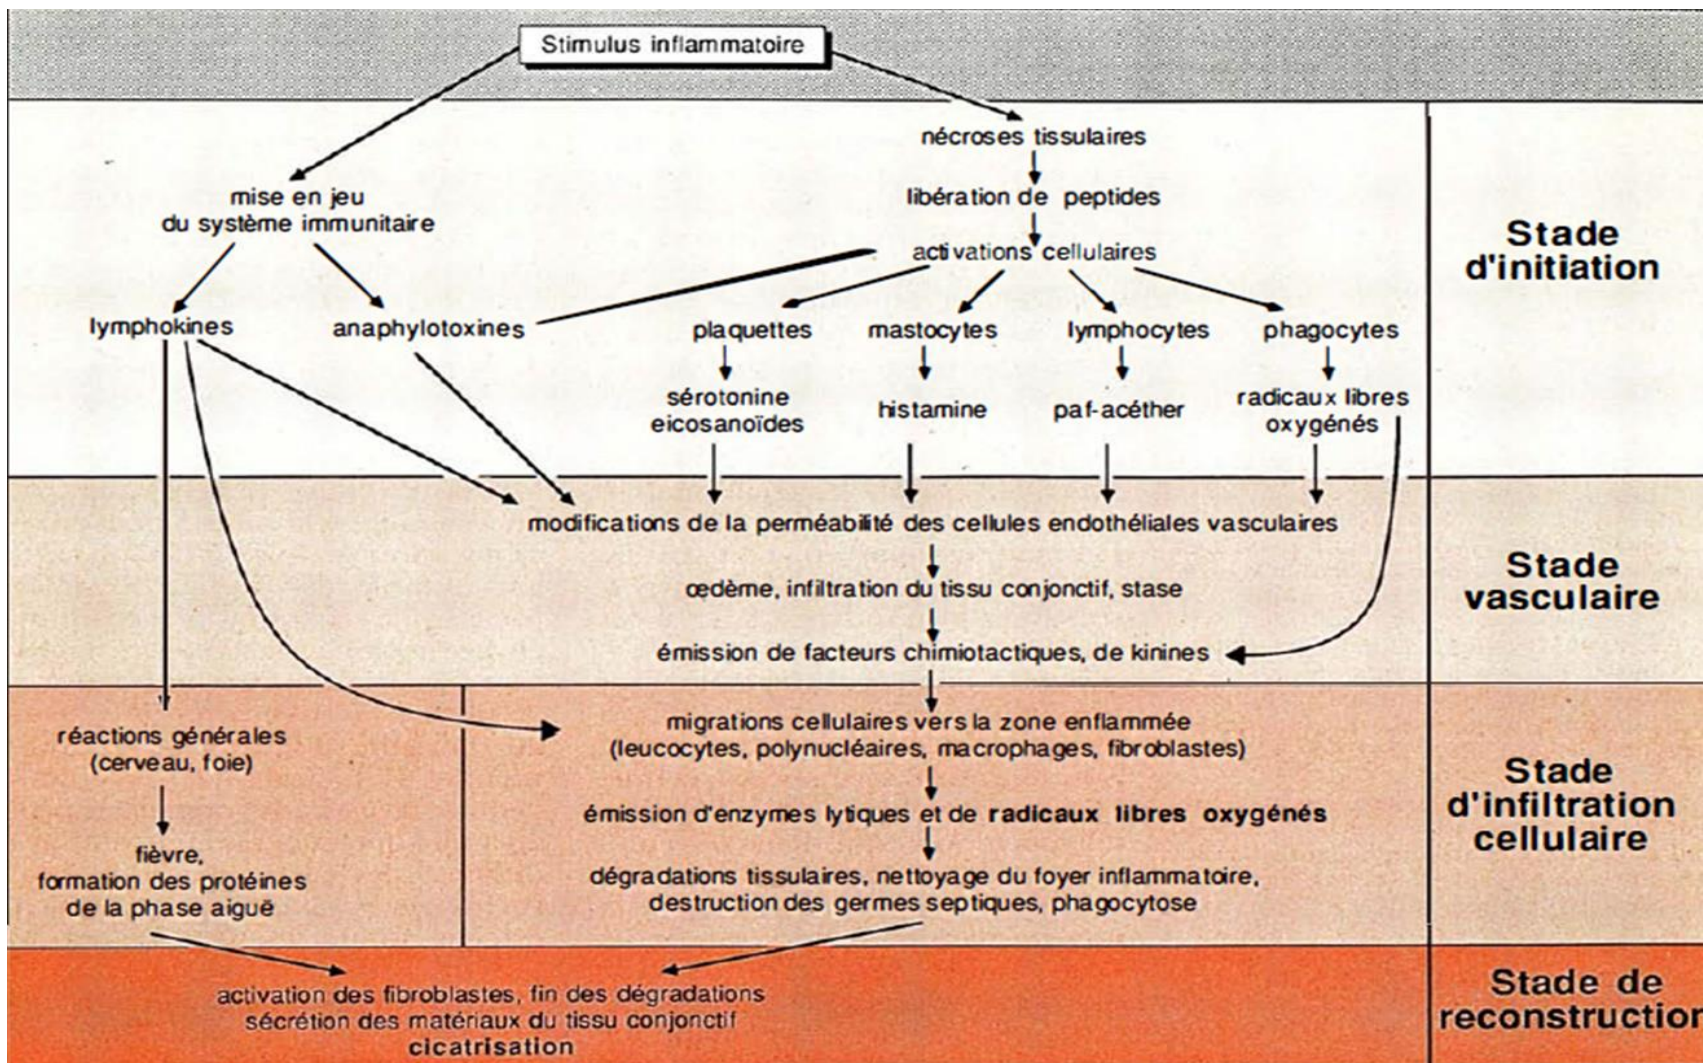 Stimulus inflammatoire
nécroses tissulaires
mise en jeu
du système immunitaire
libération de peptides
activations cellulaires
Stade
d'initiation
lymphokines
anaphylotoxines
plaquettes
mastocytes
lymphocytes
phagocytes
sérotonine
eicosanoïdes
histamine
paf-acéther
radicaux libres
oxygénés
modifications de la perméabilité des cellules endothéliales vasculaires
œdème, infiltration du tissu conjonctif, stase
émission de facteurs chimiotactiques, de kinines
Stade
vasculaire
réactions générales
(cerveau, foie)
migrations cellulaires vers la zone enflammée
(leucocytes, polynucléaires, macrophages, fibroblastes)
émission d'enzymes lytiques et de radicaux libres oxygénés
fièvre,
formation des protéines
de la phase aiguë
dégradations tissulaires, nettoyage du foyer inflammatoire,
destruction des germes septiques, phagocytose
Stade
d'infiltration
cellulaire
activation des fibroblastes, fin des dégradations
sécrétion des matériaux du tissu conjonctif
cicatrisation
Stade de
reconstruction